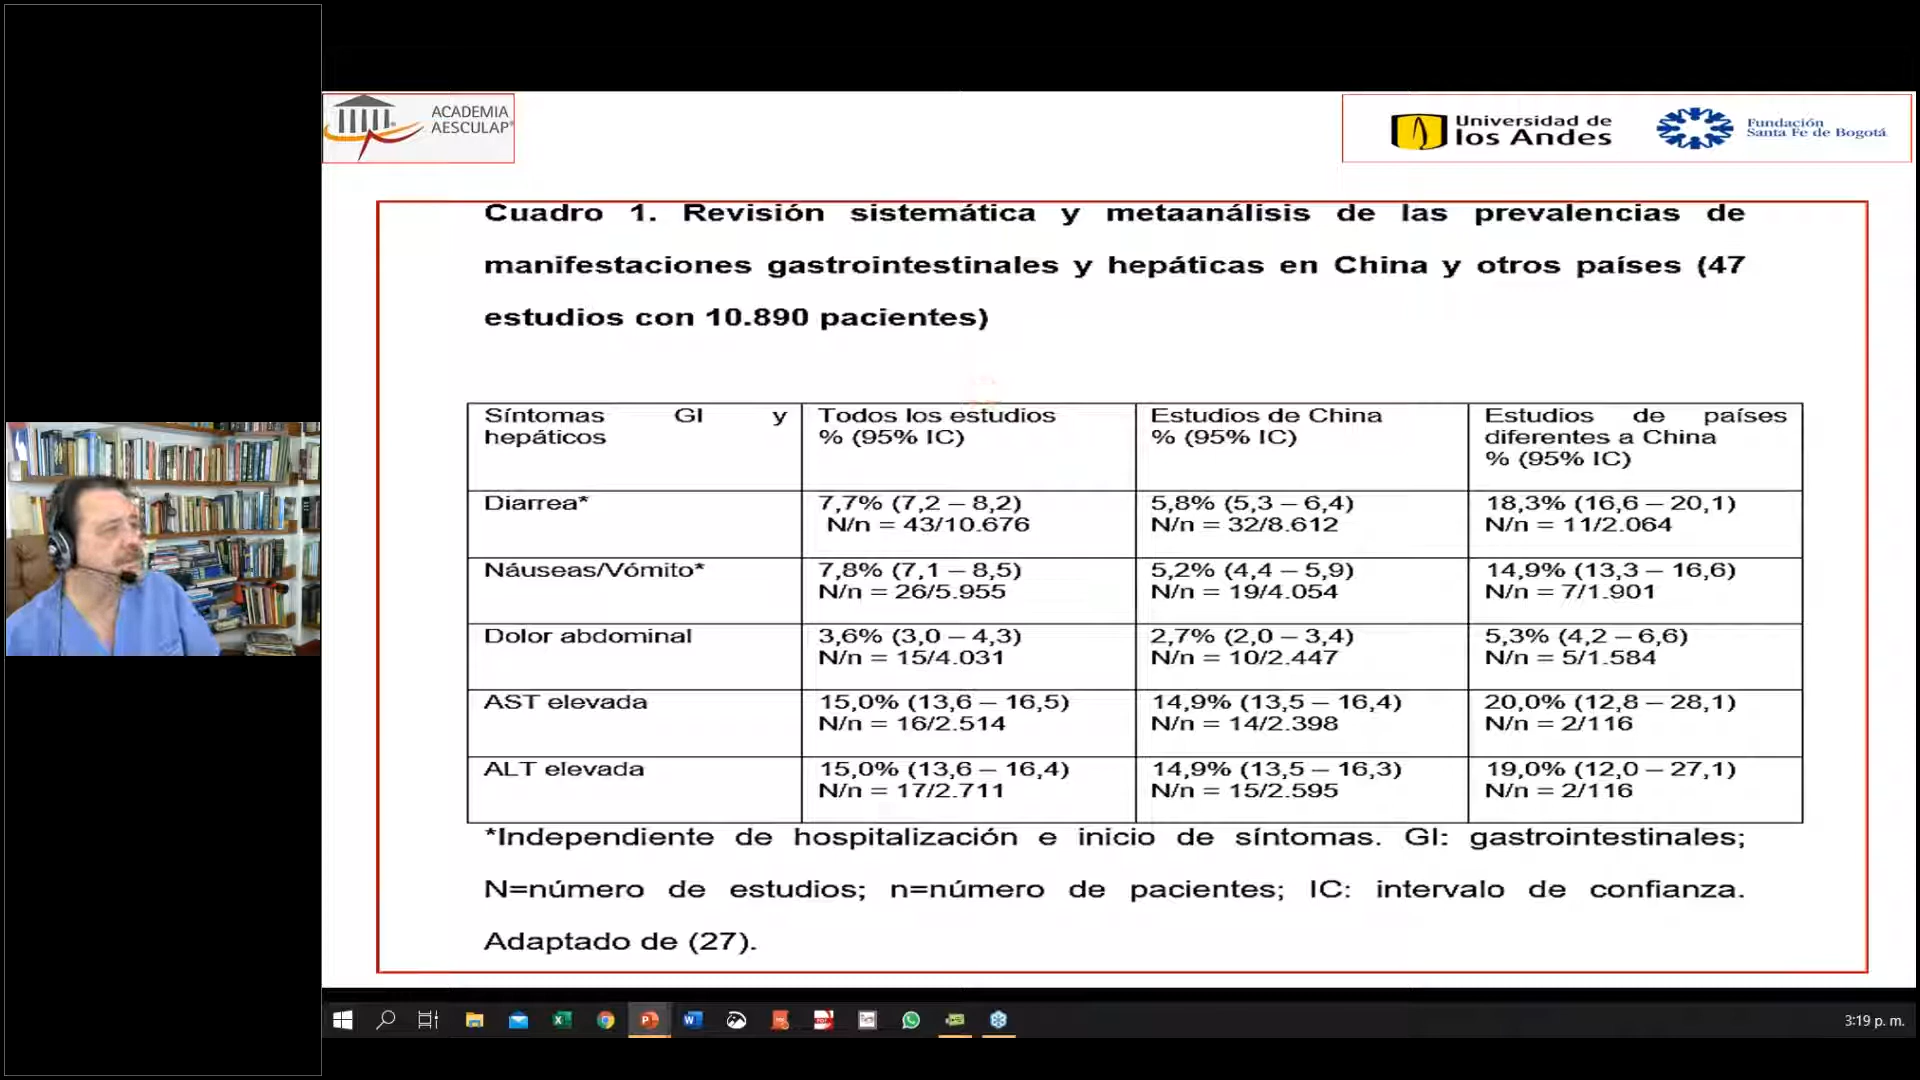 ACADEMIA
AESCULAP®
Universidad de
los Andes
Fundación
Santa Fe de Bogotá
Cuadro 1. Revisión sistemática y metaanálisis de las prevalencias de
manifestaciones gastrointestinales y hepáticas en China y otros países (47
estudios con 10.890 pacientes)
Síntomas GI y
hepáticos
Todos los estudios
% (95% IC)
Estudios de China
% (95% IC)
Estudios de países
diferentes a China
% (95% IC)
Diarrea*
7,7% (7,2 – 8,2)
N/n = 43/10.676
5,8% (5,3 – 6,4)
N/n = 32/8.612
18,3% (16,6 – 20,1)
N/n = 11/2.064
Náuseas/Vómito*
7,8% (7,1 – 8,5)
N/n = 26/5.955
5,2% (4,4 – 5,9)
N/n = 19/4.054
14,9% (13,3 – 16,6)
N/n = 7/1.901
Dolor abdominal
3,6% (3,0 – 4,3)
N/n = 15/4.031
2,7% (2,0 – 3,4)
N/n = 10/2.447
5,3% (4,2 – 6,6)
N/n = 5/1.584
AST elevada
15,0% (13,6 – 16,5)
N/n = 16/2.514
14,9% (13,5 – 16,4)
N/n = 14/2.398
20,0% (12,8 – 28,1)
N/n = 2/116
ALT elevada
15,0% (13,6 – 16,4)
N/n = 17/2.711
14,9% (13,5 – 16,3)
N/n = 15/2.595
19,0% (12,0 – 27,1)
N/n = 2/116
*Independiente de hospitalización e inicio de síntomas. GI: gastrointestinales;
N=número de estudios; n=número de pacientes; IC: intervalo de confianza.
Adaptado de (27).
3:19 p. m.